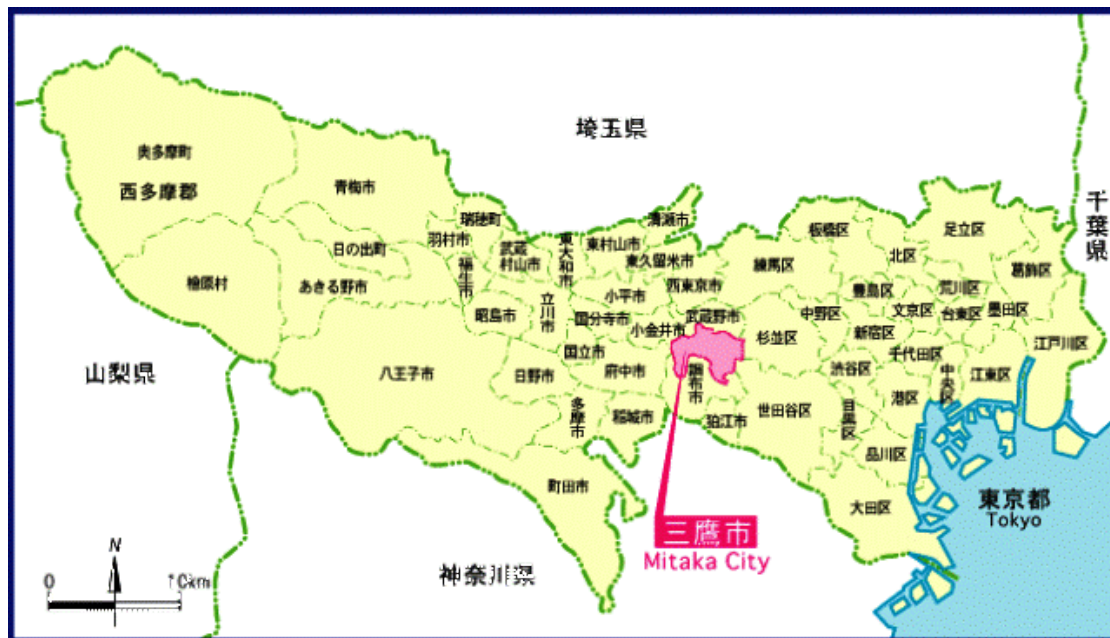 埼玉県
千葉県
山梨県
神奈川県
東京都
Tokyo
奥多摩町
西多摩郡
檜原村
青梅市
日の出町
あきる野市
瑞穂町
羽村市
福生市
武蔵
村山市
東大和市
東村山市
清瀬市
東久留米市
西東京市
小平市
立川市
昭島市
国分寺市
小金井市
武蔵野市
国立市
府中市
調布市
八王子市
日野市
多摩市
稲城市
狛江市
町田市
板橋区
練馬区
北区
足立区
葛飾区
豊島区
荒川区
文京区
台東区
墨田区
中野区
杉並区
新宿区
千代田区
江戸川区
渋谷区
中央区
江東区
港区
世田谷区
目黒区
品川区
大田区
三鷹市
Mitaka City
N
0
10km